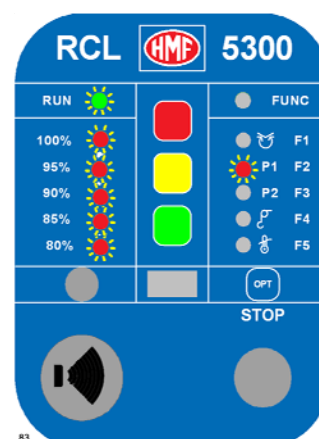 RCL HMF 5300
RUN FUNC
100% F1
95% P1 F2
90% P2 F3
85% F4
80% F5
OPT
STOP
83